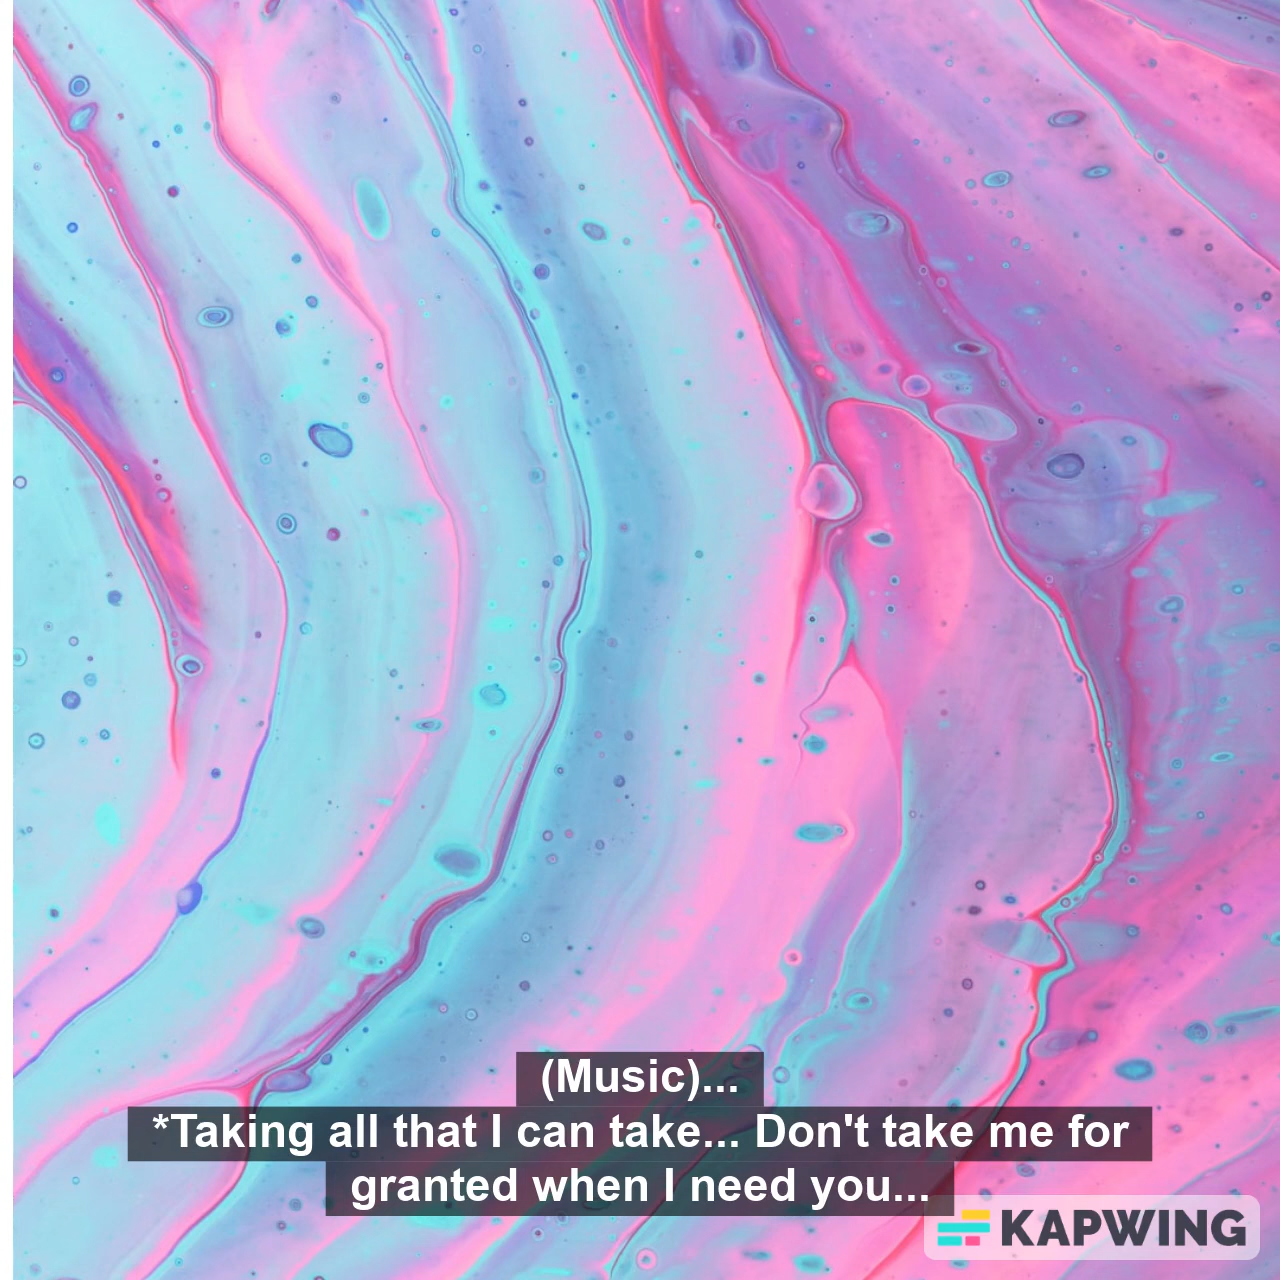 (Music)...
*Taking all that I can take... Don't take me for
granted when I need you...
KAPWING